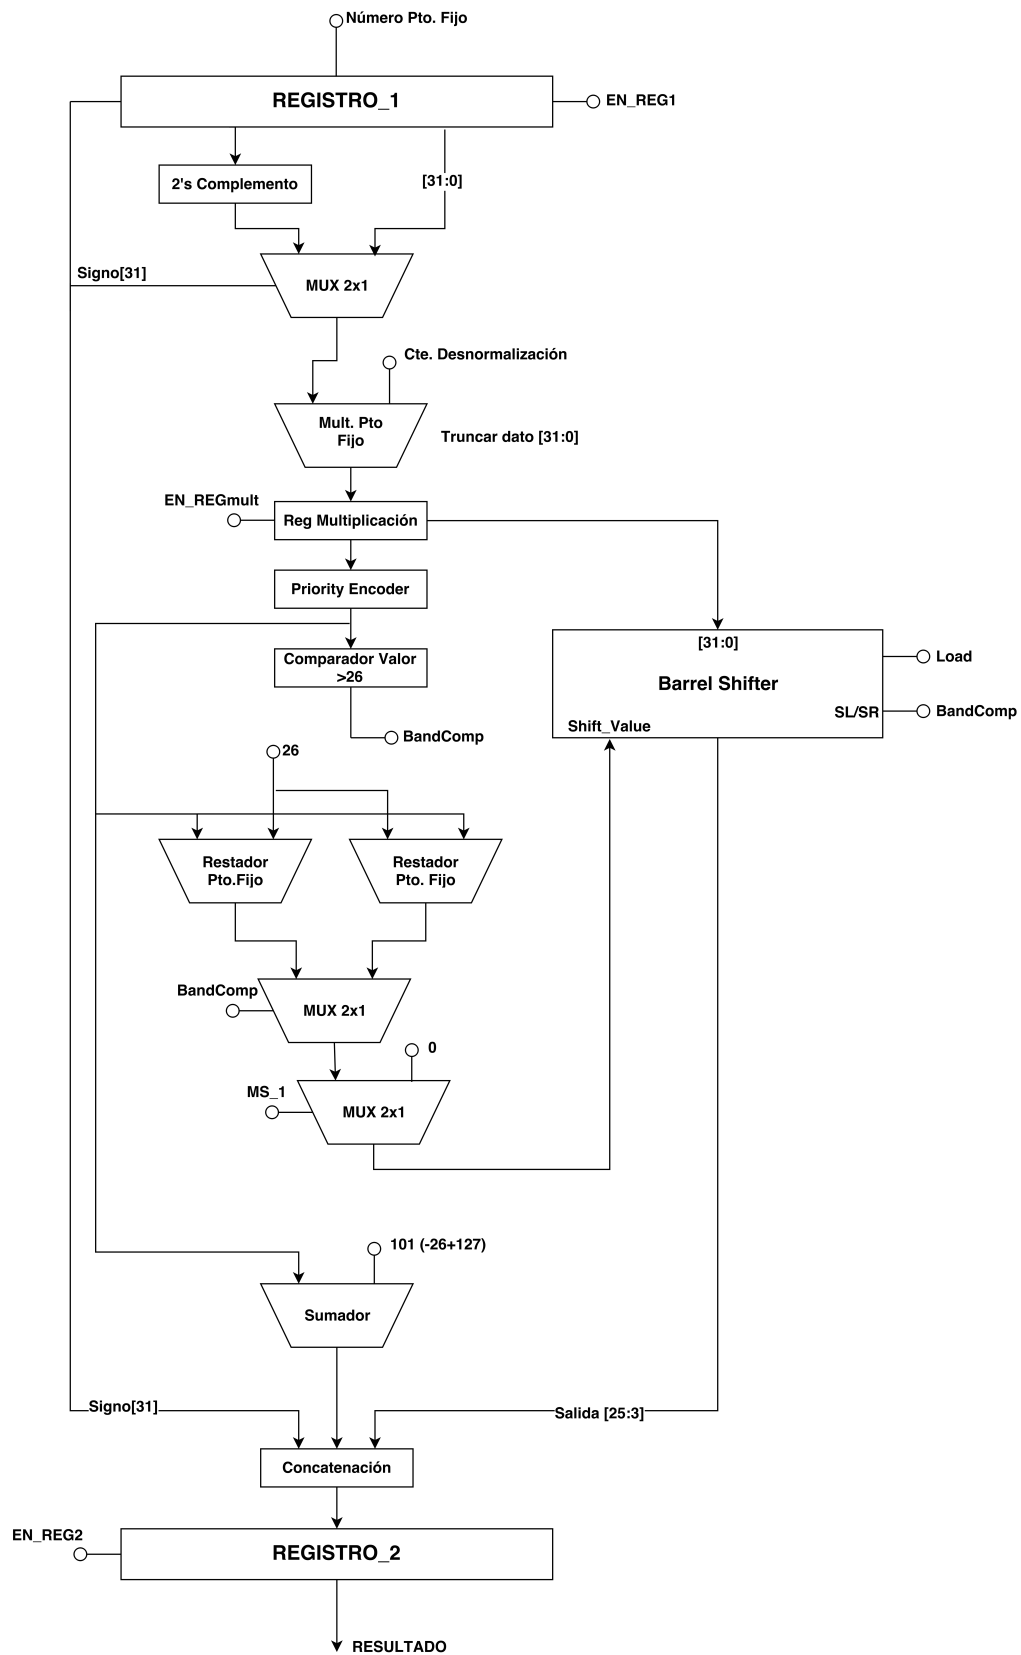 Número Pto. Fijo
REGISTRO_1
EN_REG1
2's Complemento
[31:0]
Signo[31]
MUX 2x1
Cte. Desnormalización
Mult. Pto
Fijo
Truncar dato [31:0]
EN_REGmult
Reg Multiplicación
Priority Encoder
[31:0]
Comparador Valor
>26
Load
Barrel Shifter
SL/SR
BandComp
Shift_Value
BandComp
26
Restador
Pto.Fijo
Restador
Pto. Fijo
BandComp
MUX 2x1
0
MS_1
MUX 2x1
101 (-26+127)
Sumador
Signo[31]
Salida [25:3]
Concatenación
EN_REG2
REGISTRO_2
RESULTADO